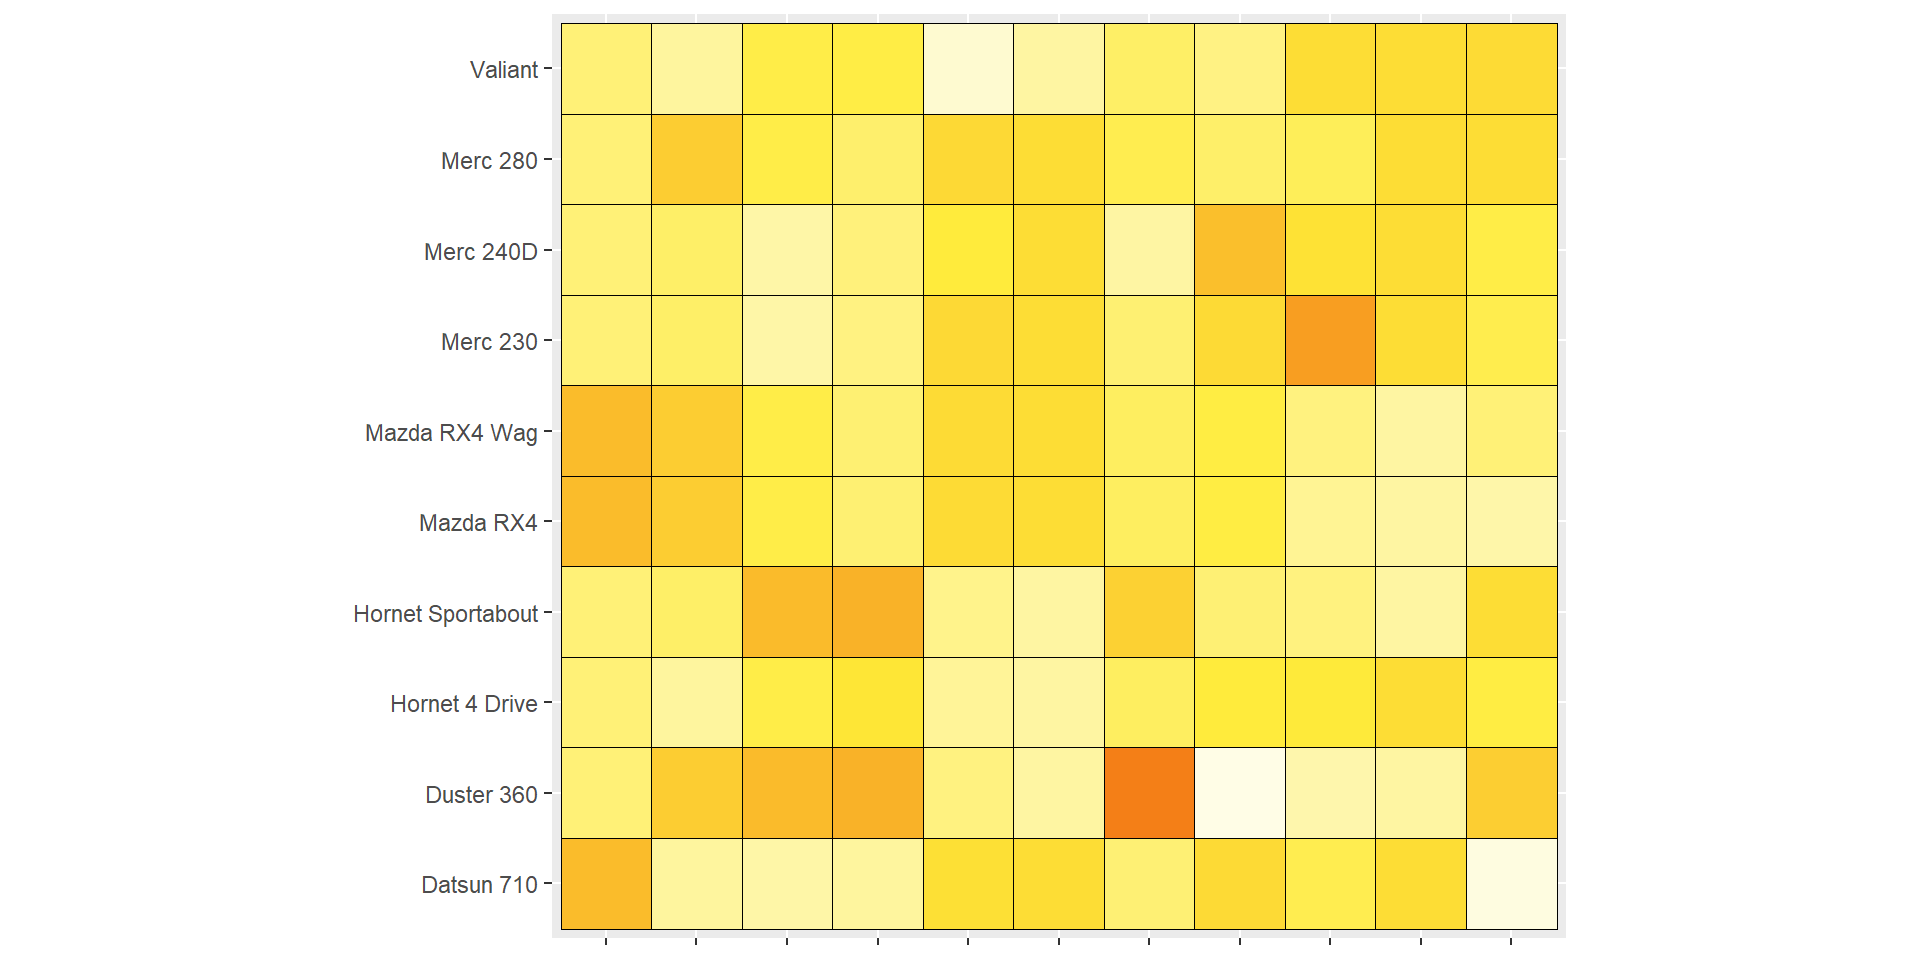 Valiant
Merc 280
Merc 240D
Merc 230
Mazda RX4 Wag
Mazda RX4
Hornet Sportabout
Hornet 4 Drive
Duster 360
Datsun 710